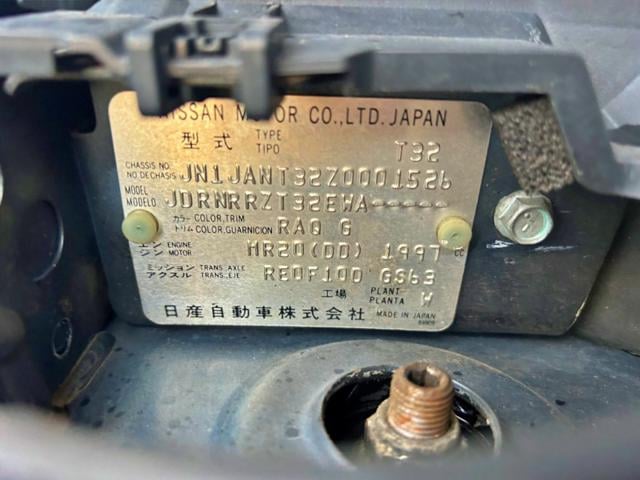 NISSAN MOTOR CO.,LTD. JAPAN
型式 TYPE TIPO T32
CHASSIS NO. NO.DECHASIS JN1JANT32Z0001526
MODEL MODELO JDRNRRZT32EWA-----
カラー COLOR,TRIM
トリム COLOR,GUARNICION RAQ G
エンジン ENGINE MOTOR MR20(DD) 1997 CC
ミッション TRANS.,AXLE
アクスル TRANS.,EJE RE0F10D GS63
工場 PLANT PLANTA W
日産自動車株式会社 MADE IN JAPAN